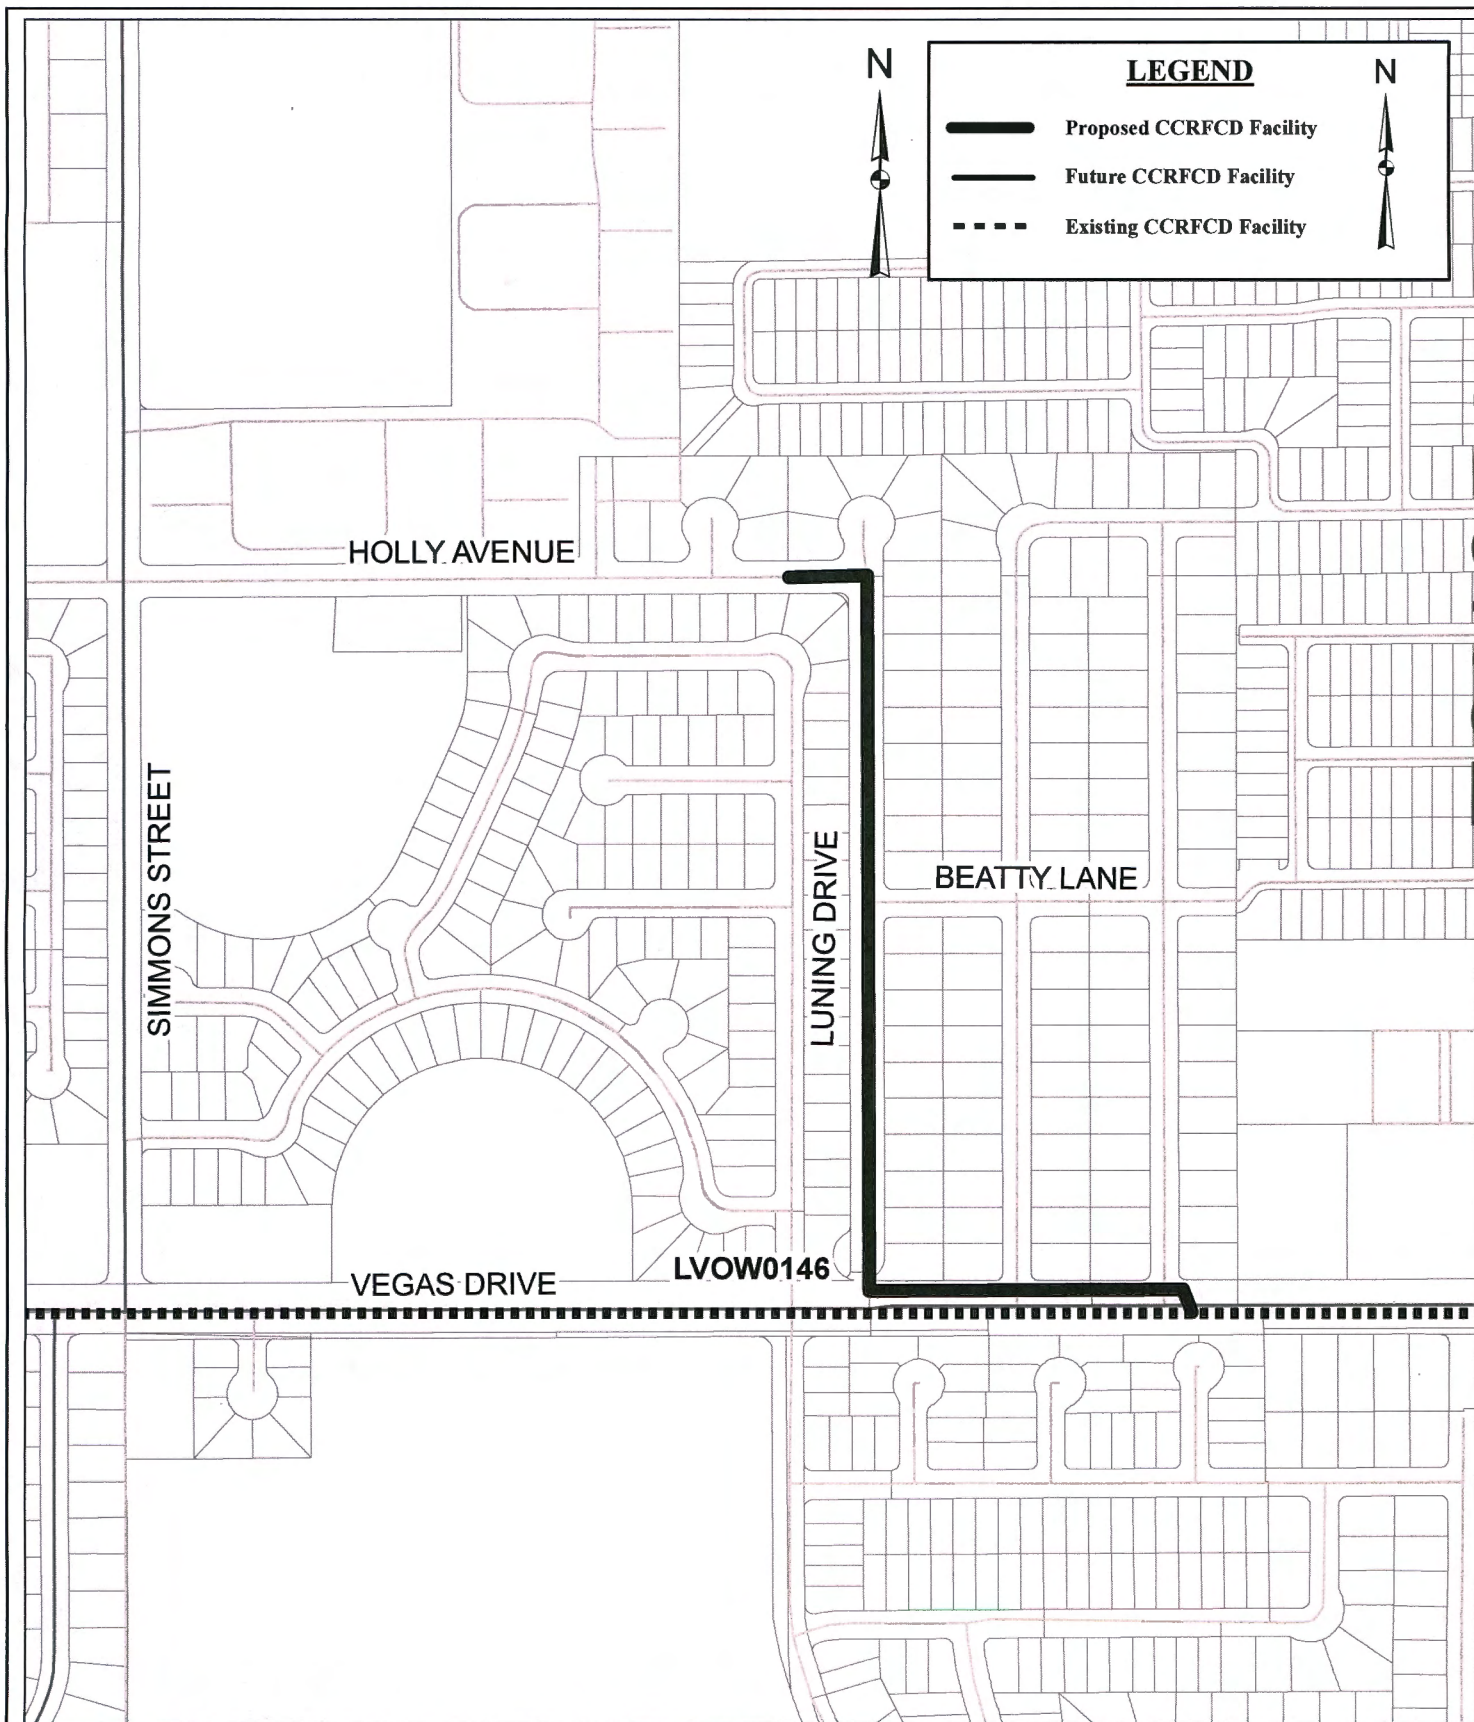 N
LEGEND
N
Proposed CCRFCD Facility
Future CCRFCD Facility
Existing CCRFCD Facility
HOLLY AVENUE
SIMMONS STREET
LUNING DRIVE
BEATTY LANE
LVOW0146
VEGAS DRIVE